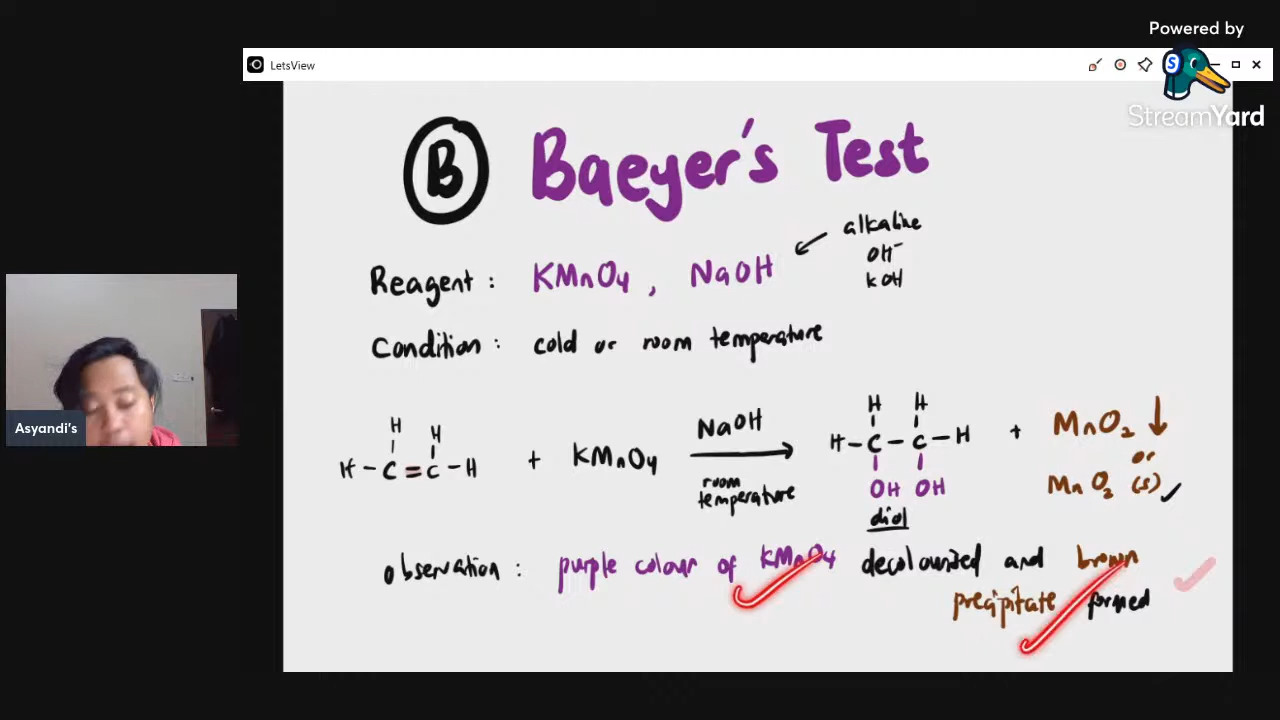 Powered by
StreamYard
LetsView
B Baeyer's Test
alkaline
OH⁻
KOH
Reagent : KMnO4 , NaOH
Condition : cold or room temperature
H H
H - C = C - H + KMnO4
NaOH
room
temperature
H H
H - C - C - H
OH OH
diol
+ MnO2 ↓
or
MnO2 (s)
Observation : purple colour of KMnO4 decolourized and brown
precipitate formed
Asyandi's